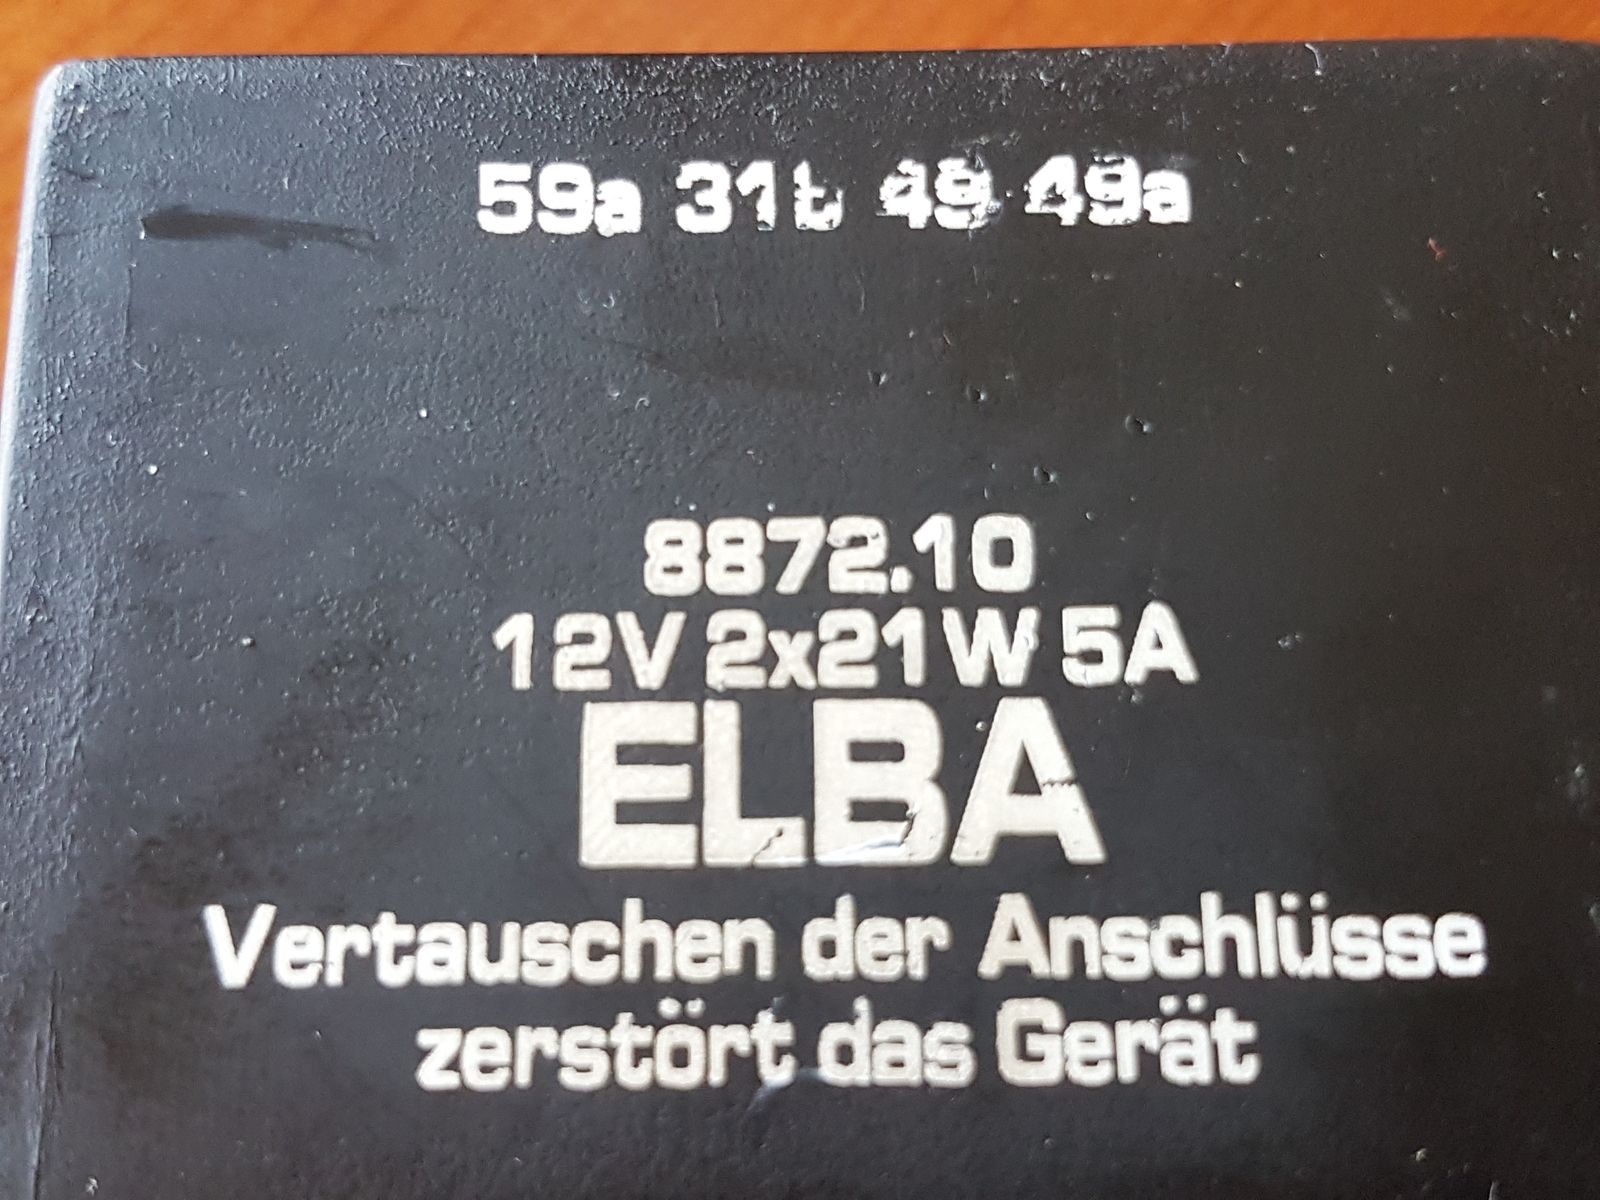 59a 31b 49 49a
8872.10
12V 2x21W 5A
ELBA
Vertauschen der Anschlüsse
zerstört das Gerät